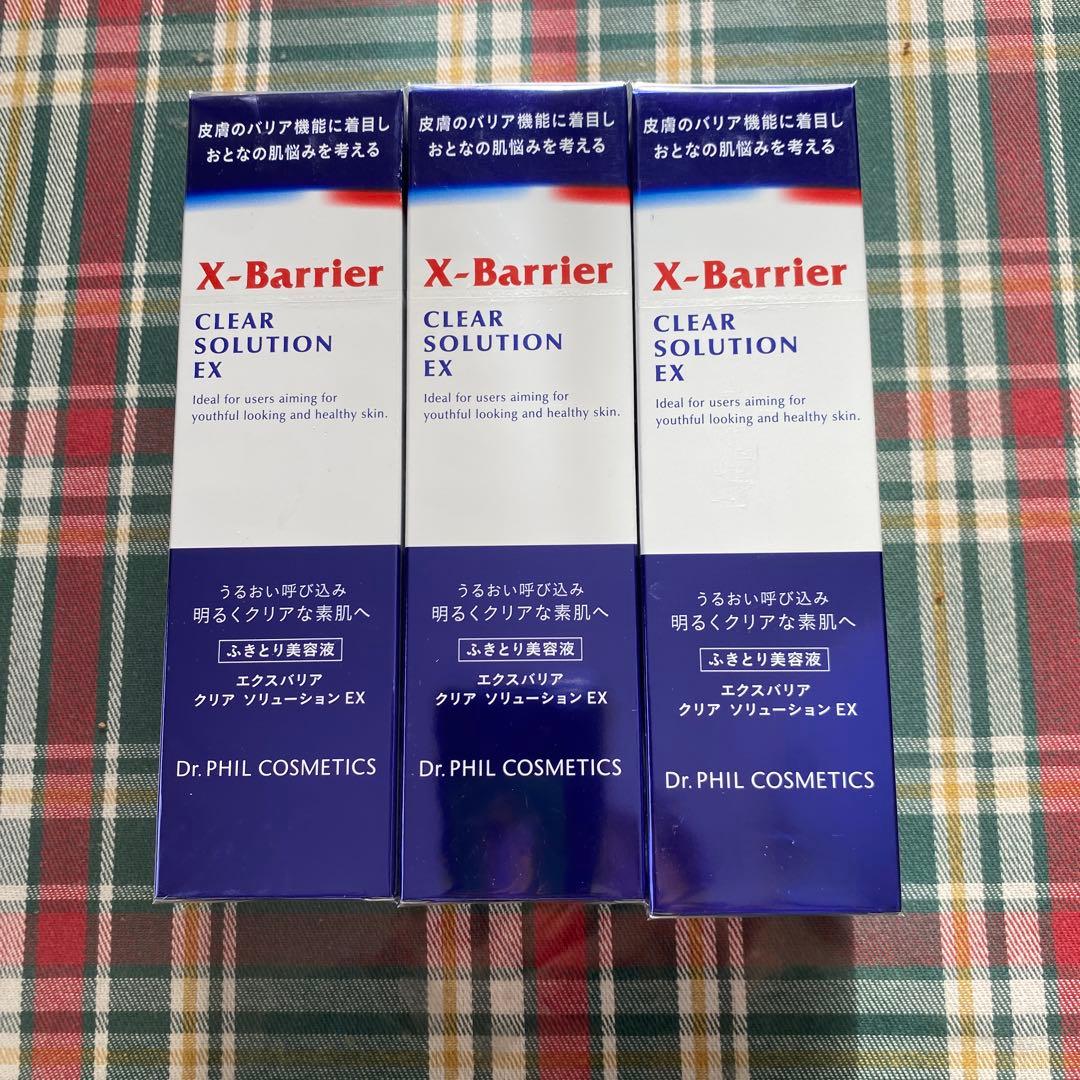 皮膚のバリア機能に着目し
おとなの肌悩みを考える
X-Barrier
CLEAR
SOLUTION
EX
Ideal for users aiming for
youthful looking and healthy skin.
うるおい呼び込み
明るくクリアな素肌へ
ふきとり美容液
エクスバリア
クリア ソリューション EX
Dr. PHIL COSMETICS
皮膚のバリア機能に着目し
おとなの肌悩みを考える
X-Barrier
CLEAR
SOLUTION
EX
Ideal for users aiming for
youthful looking and healthy skin.
うるおい呼び込み
明るくクリアな素肌へ
ふきとり美容液
エクスバリア
クリア ソリューション EX
Dr. PHIL COSMETICS
皮膚のバリア機能に着目し
おとなの肌悩みを考える
X-Barrier
CLEAR
SOLUTION
EX
Ideal for users aiming for
youthful looking and healthy skin.
うるおい呼び込み
明るくクリアな素肌へ
ふきとり美容液
エクスバリア
クリア ソリューション EX
Dr. PHIL COSMETICS